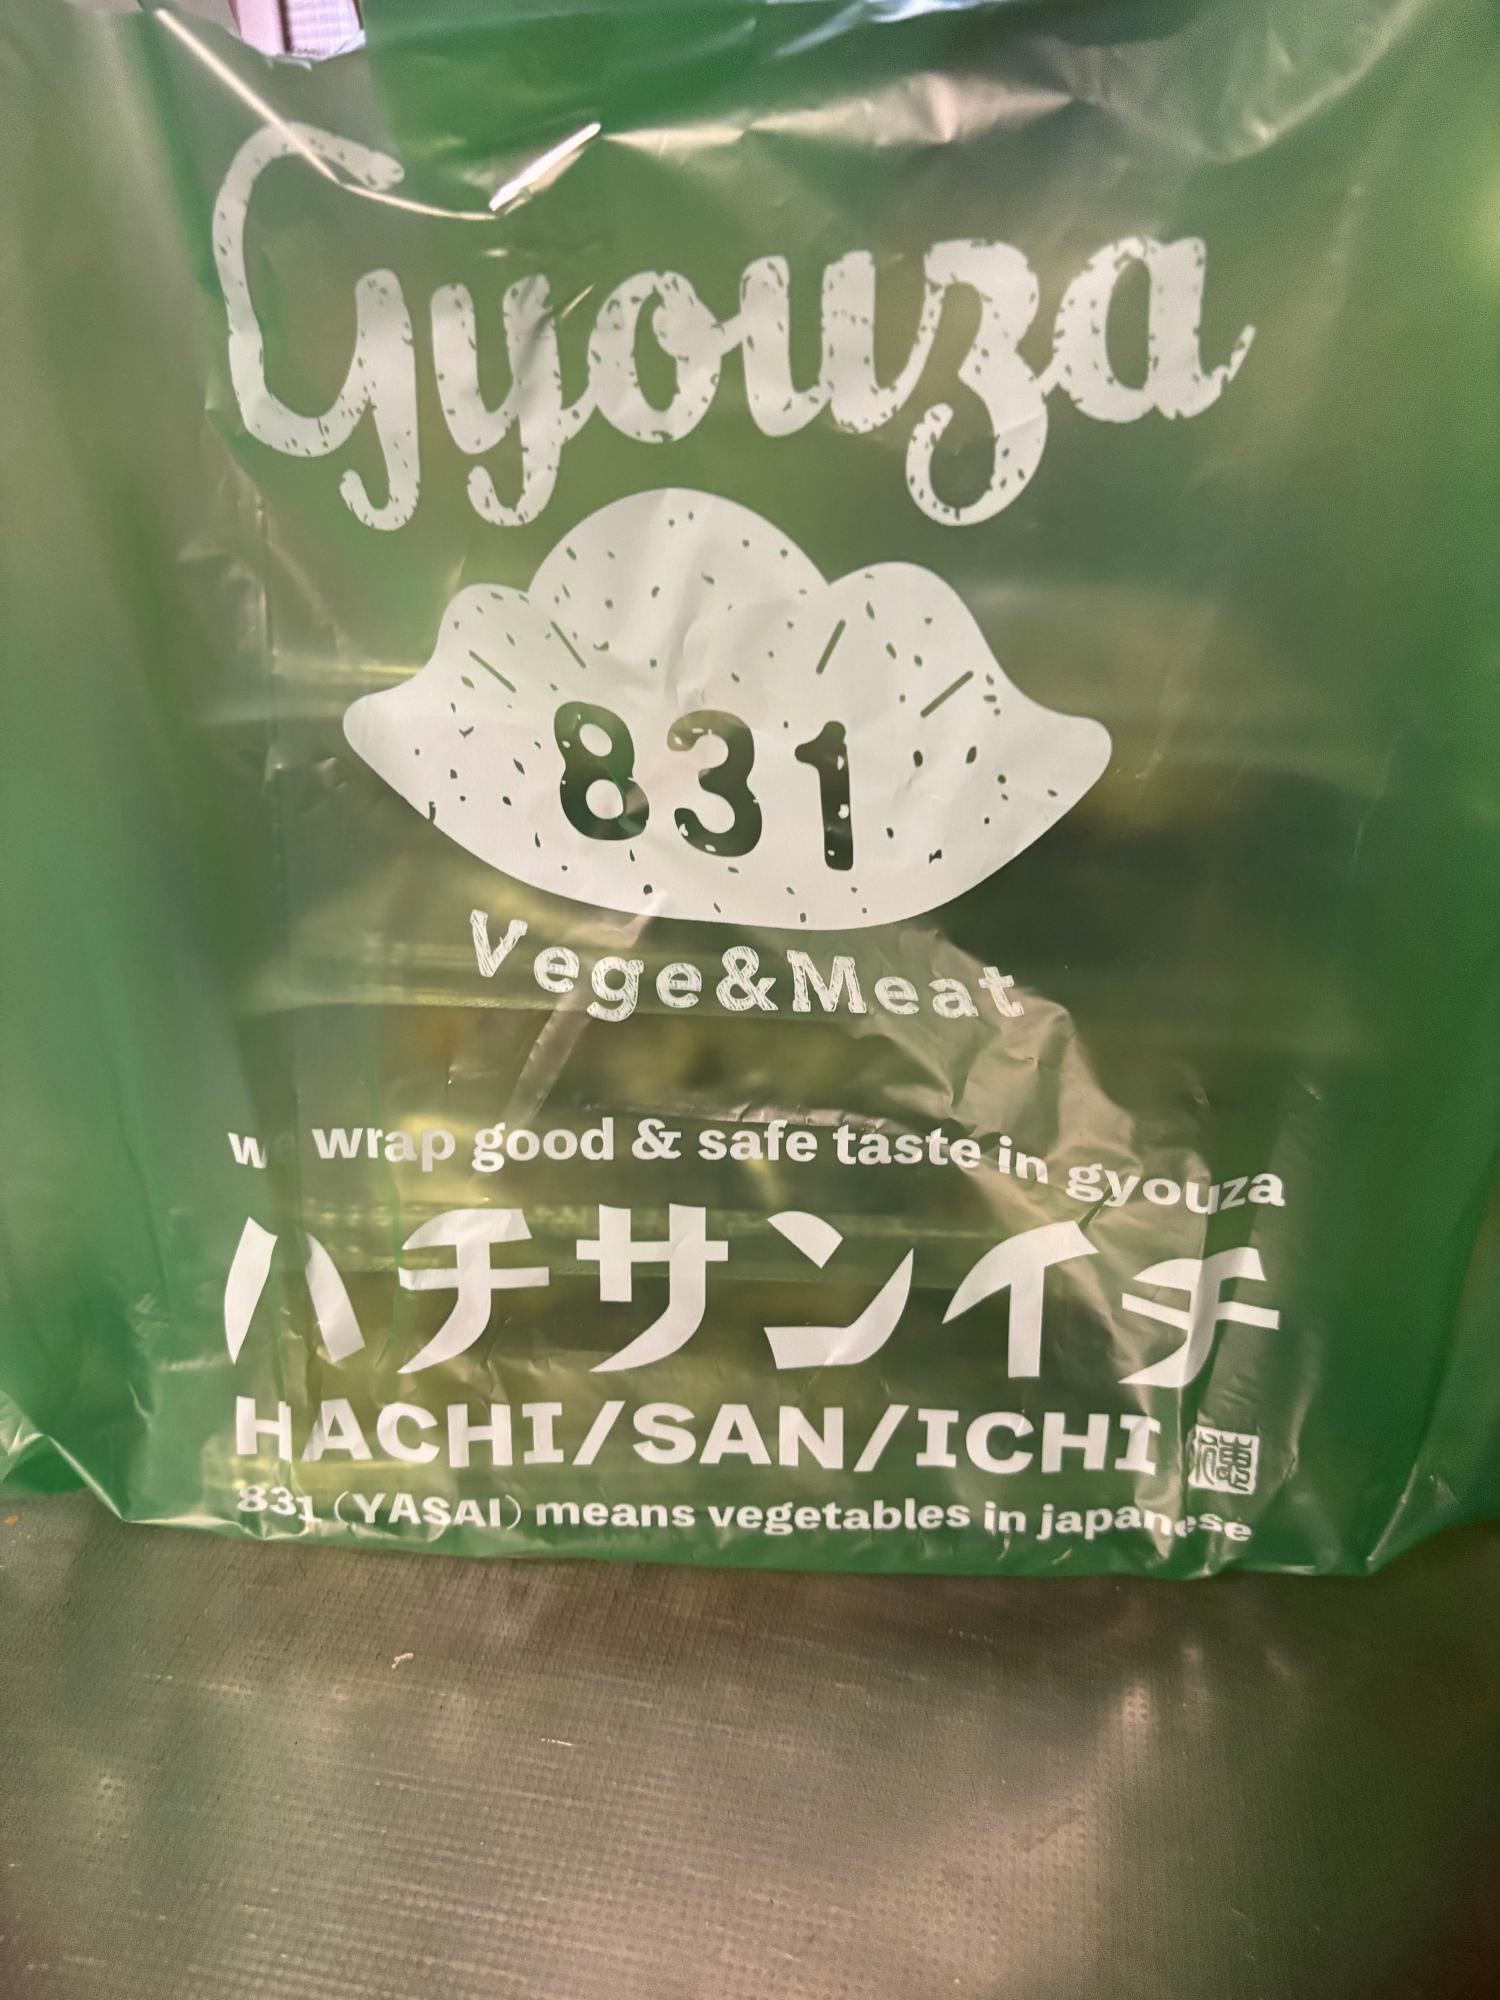 Gyouza
831
Vege&Meat
we wrap good & safe taste in gyouza
ハチサンイチ
HACHI/SAN/ICHI
831 (YASAI) means vegetables in japanese